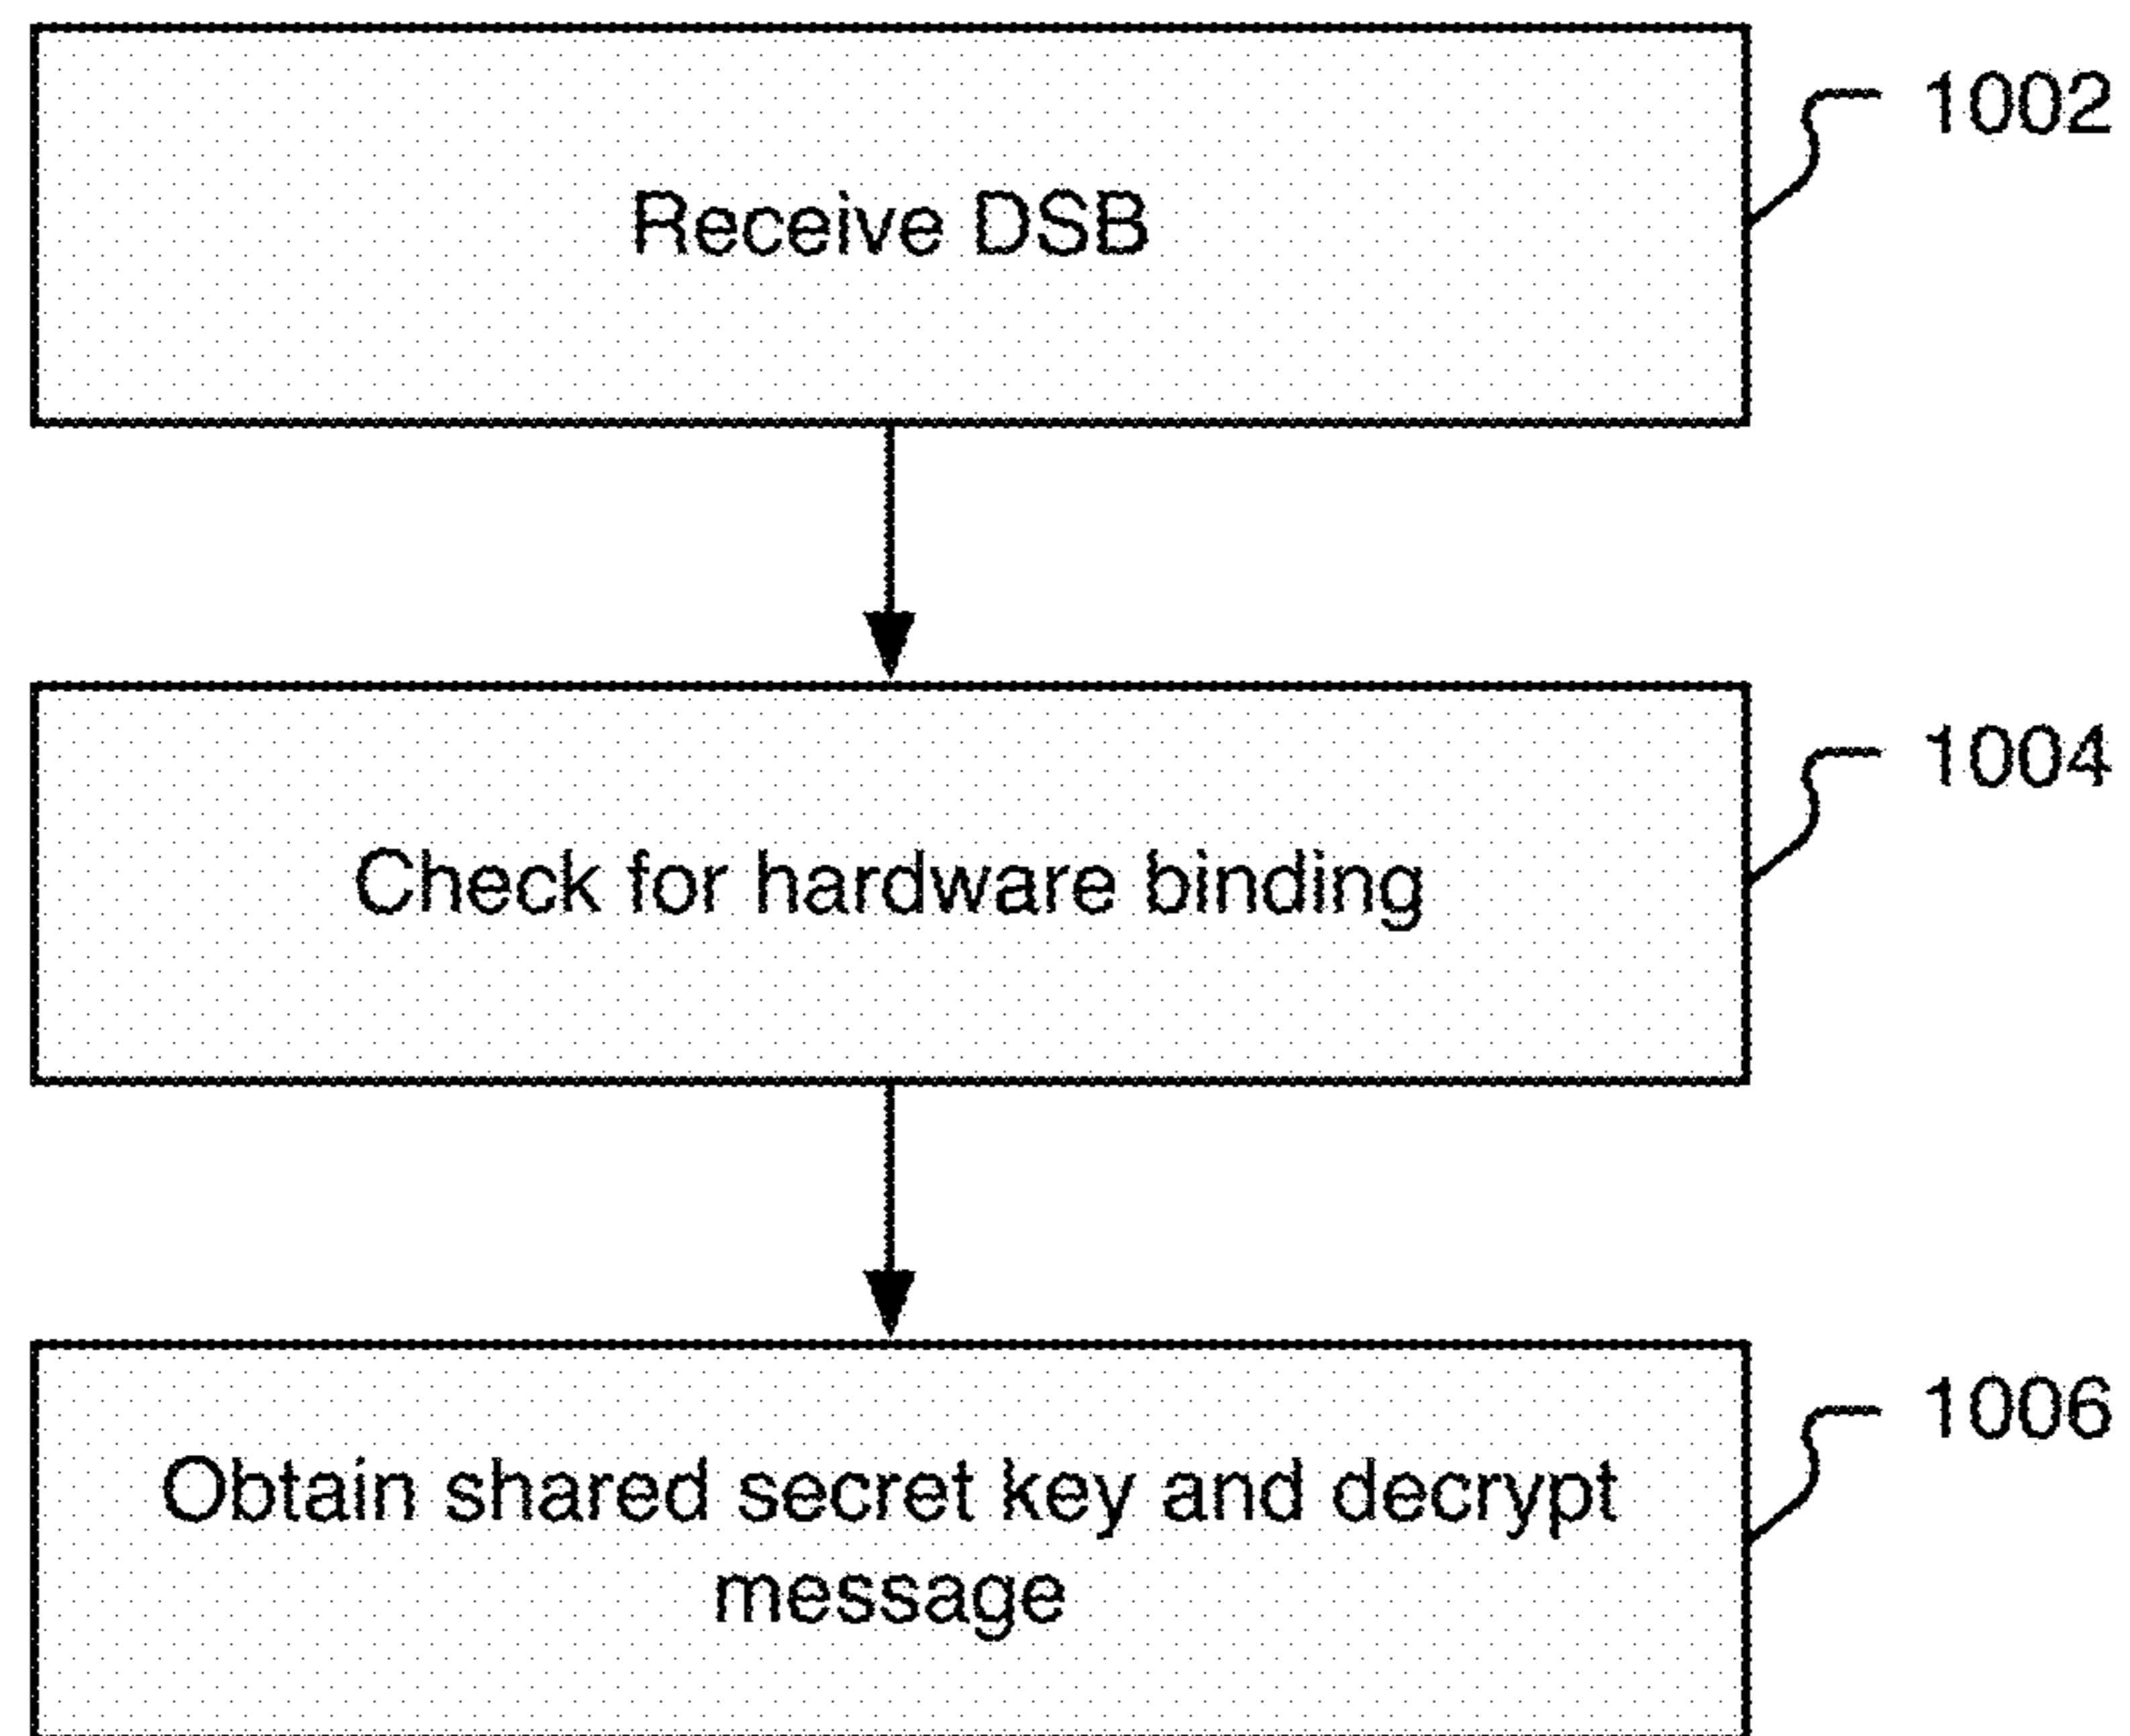 Receive DSB
1002
Check for hardware binding
1004
Obtain shared secret key and decrypt
message
1006